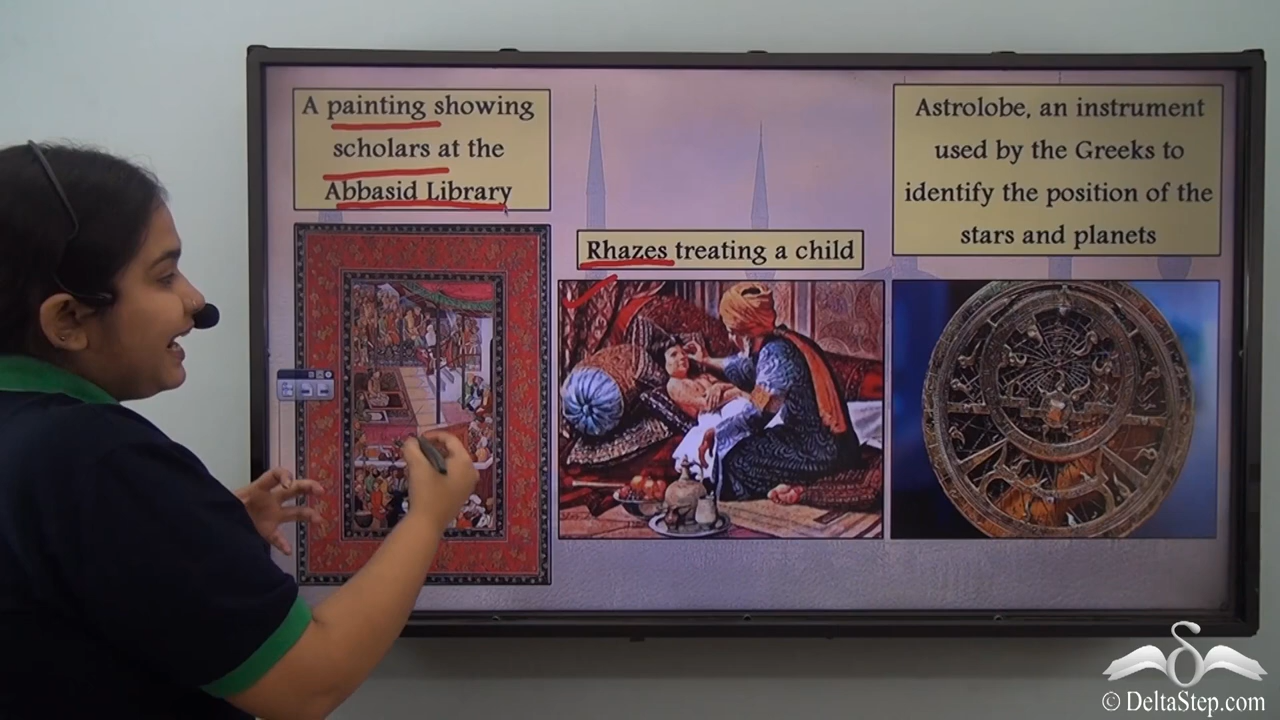 A painting showing
scholars at the
Abbasid Library
Rhazes treating a child
Astrolobe, an instrument
used by the Greeks to
identify the position of the
stars and planets
© DeltaStep.com